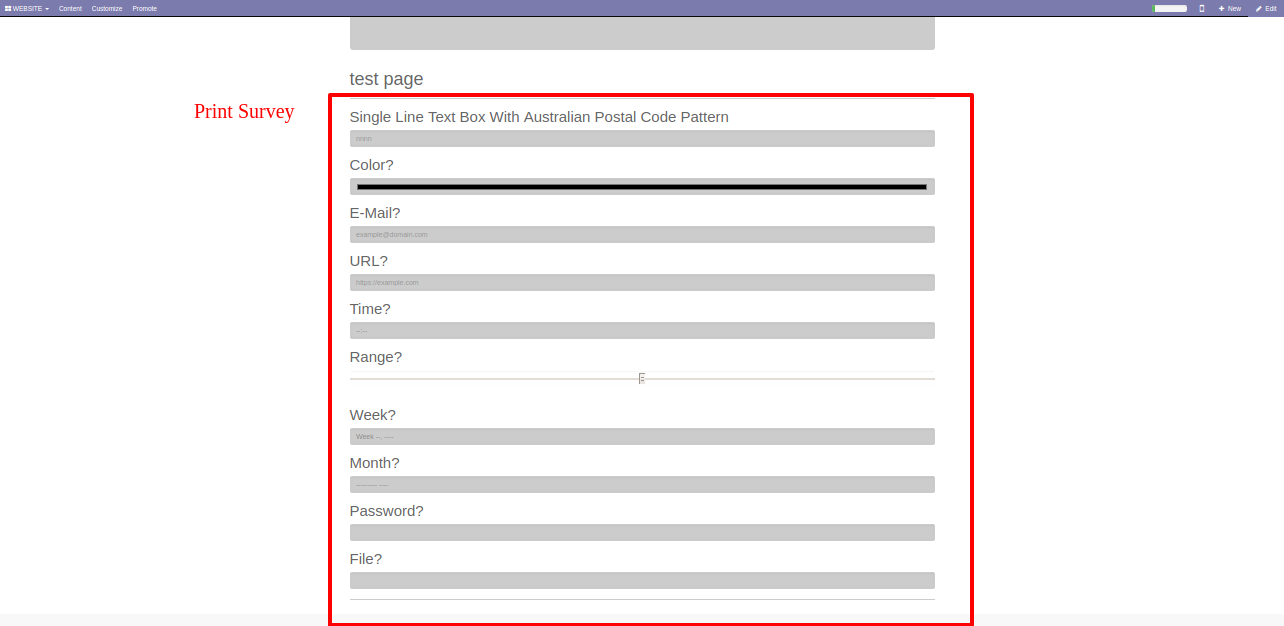 WEBSITE Content Customize Promote New Edit
test page
Print Survey
Single Line Text Box With Australian Postal Code Pattern
nnnn
Color?
E-Mail?
example@domain.com
URL?
https://example.com
Time?
--:--
Range?
Week?
Week --, ----
Month?
--------- ----
Password?
File?